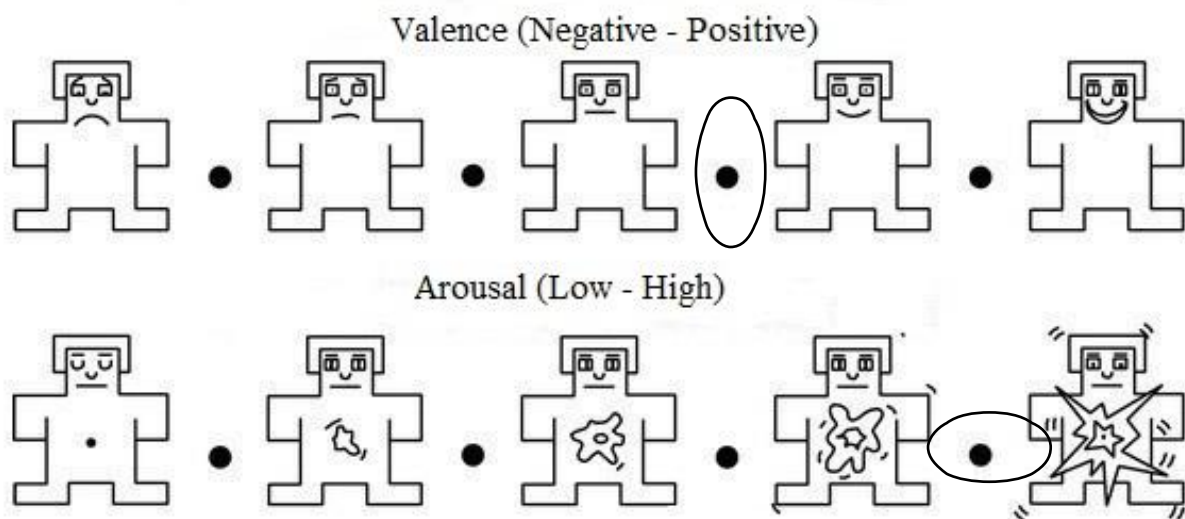 Valence (Negative - Positive)
Arousal (Low - High)